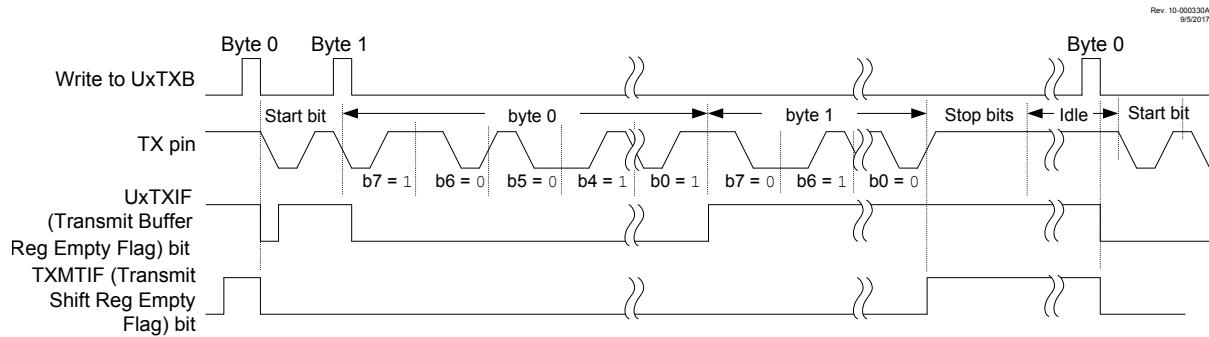 Rev. 10-000330A
9/5/2017
Byte 0 Byte 1 Byte 0
Write to UxTXB
Start bit byte 0 byte 1 Stop bits Idle Start bit
TX pin
b7 = 1 b6 = 0 b5 = 0 b4 = 1 b0 = 1 b7 = 0 b6 = 1 b0 = 0
UxTXIF
(Transmit Buffer
Reg Empty Flag) bit
TXMTIF (Transmit
Shift Reg Empty
Flag) bit